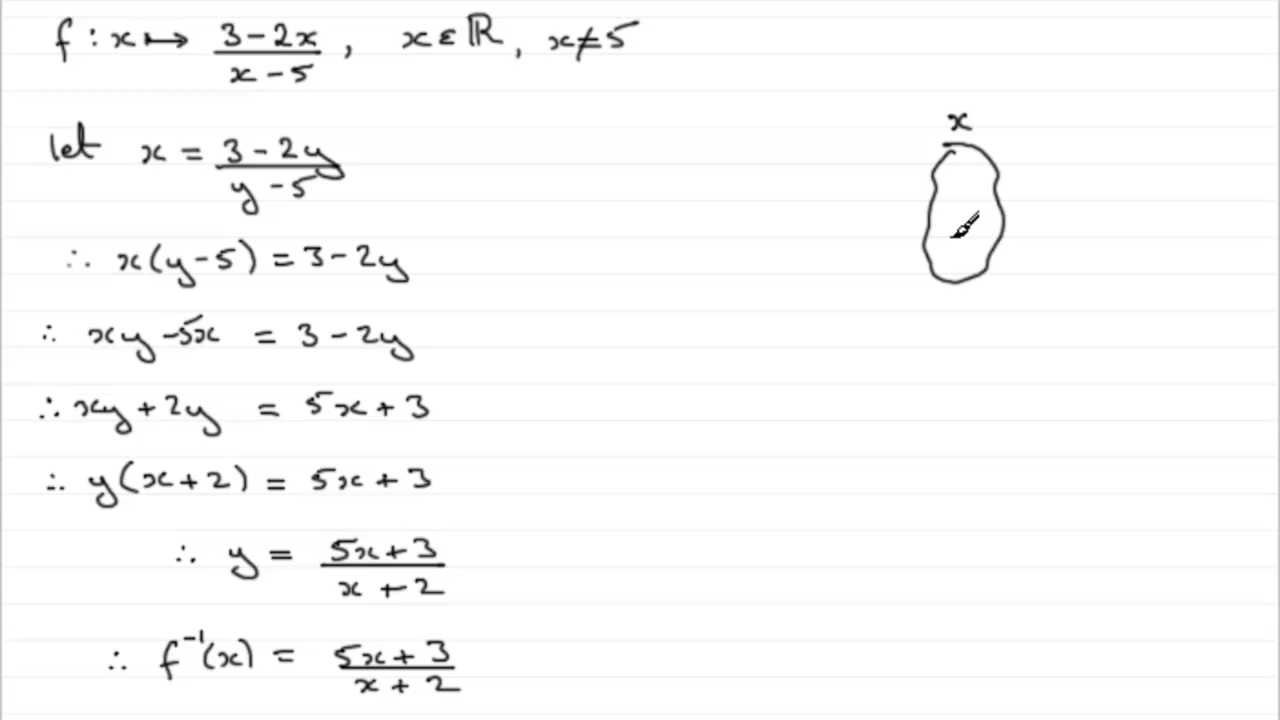 f : x ↦ (3 - 2x)/(x - 5) , x ∈ ℝ , x ≠ 5
x
let x = (3 - 2y)/(y - 5)
∴ x(y - 5) = 3 - 2y
∴ xy - 5x = 3 - 2y
∴ xy + 2y = 5x + 3
∴ y(x + 2) = 5x + 3
∴ y = (5x + 3)/(x + 2)
∴ f⁻¹(x) = (5x + 3)/(x + 2)